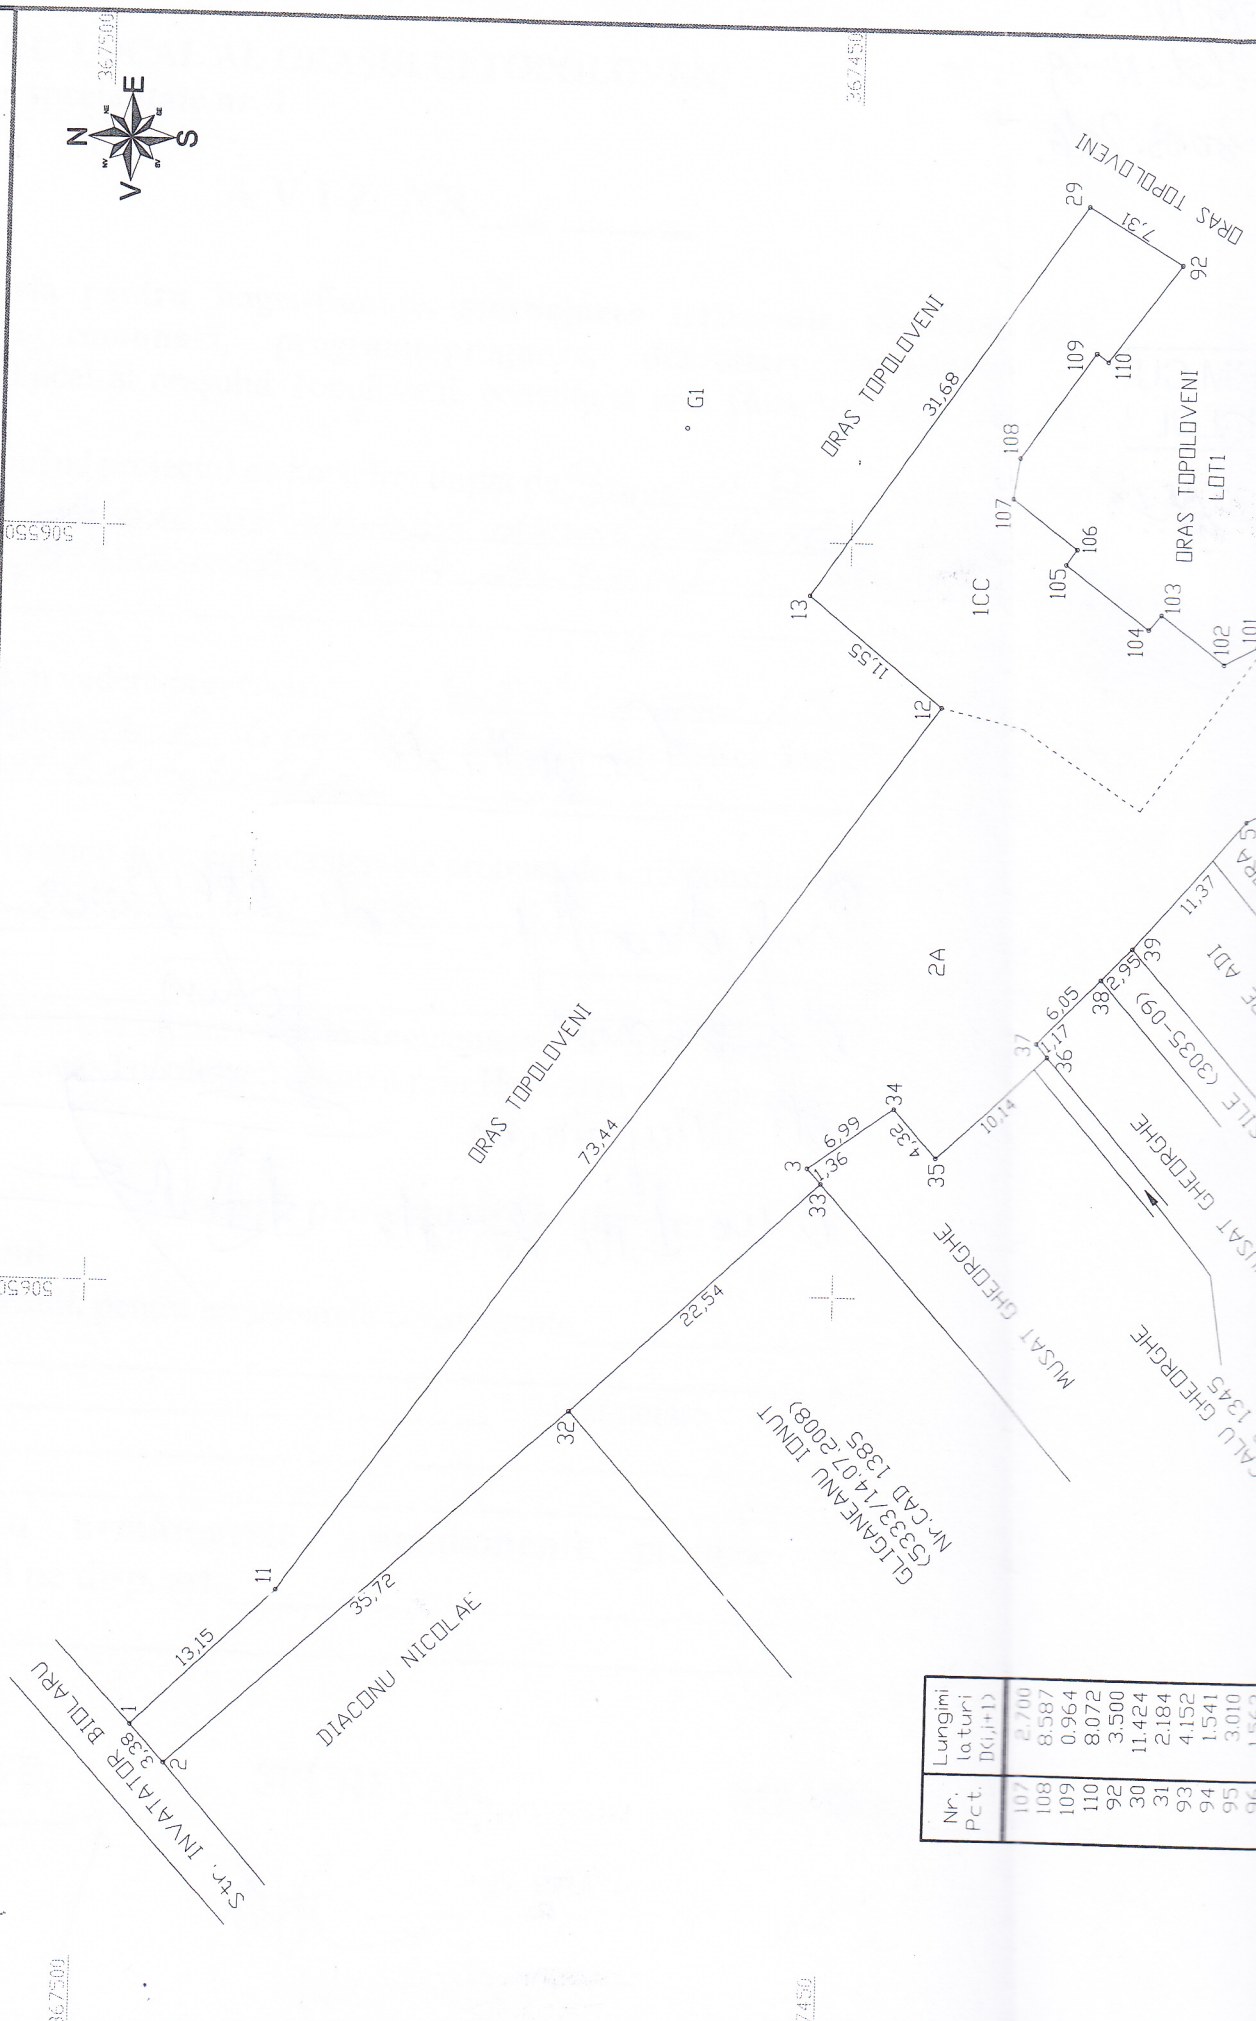 N
NE
E
SE
S
SV
V
NV
367500
367450
506550
ORAS TOPOLOVENI
29
7,31
92
ORAS TOPOLOVENI
31,68
109
110
G1
108
107
106
105
ORAS TOPOLOVENI
LOT1
1CC
13
11,55
12
104
103
102
101
2A
ORAS TOPOLOVENI
73,44
11,37
5
39
2,95
38
6,05
37
1,17
36
10,14
34
4,32
35
6,99
3
1,36
33
22,54
32
ADI
(3035-09)
MUSAT GHEORGHE
GHEORGHE
1345
MUSAT GHEORGHE
GLIGANEANU IONUT
(5333/14.07.2008)
Nr.CAD 1385
11
35,72
13,15
DIACONU NICOLAE
1
3,38
2
Str. INVATATOR BIOLARU
Nr. Pct. Lungimi laturi D(i,i+1)
107 2.700
108 8.587
109 0.964
110 8.072
92 3.500
30 11.424
31 2.184
93 4.152
94 1.541
95 3.010
367500
7450